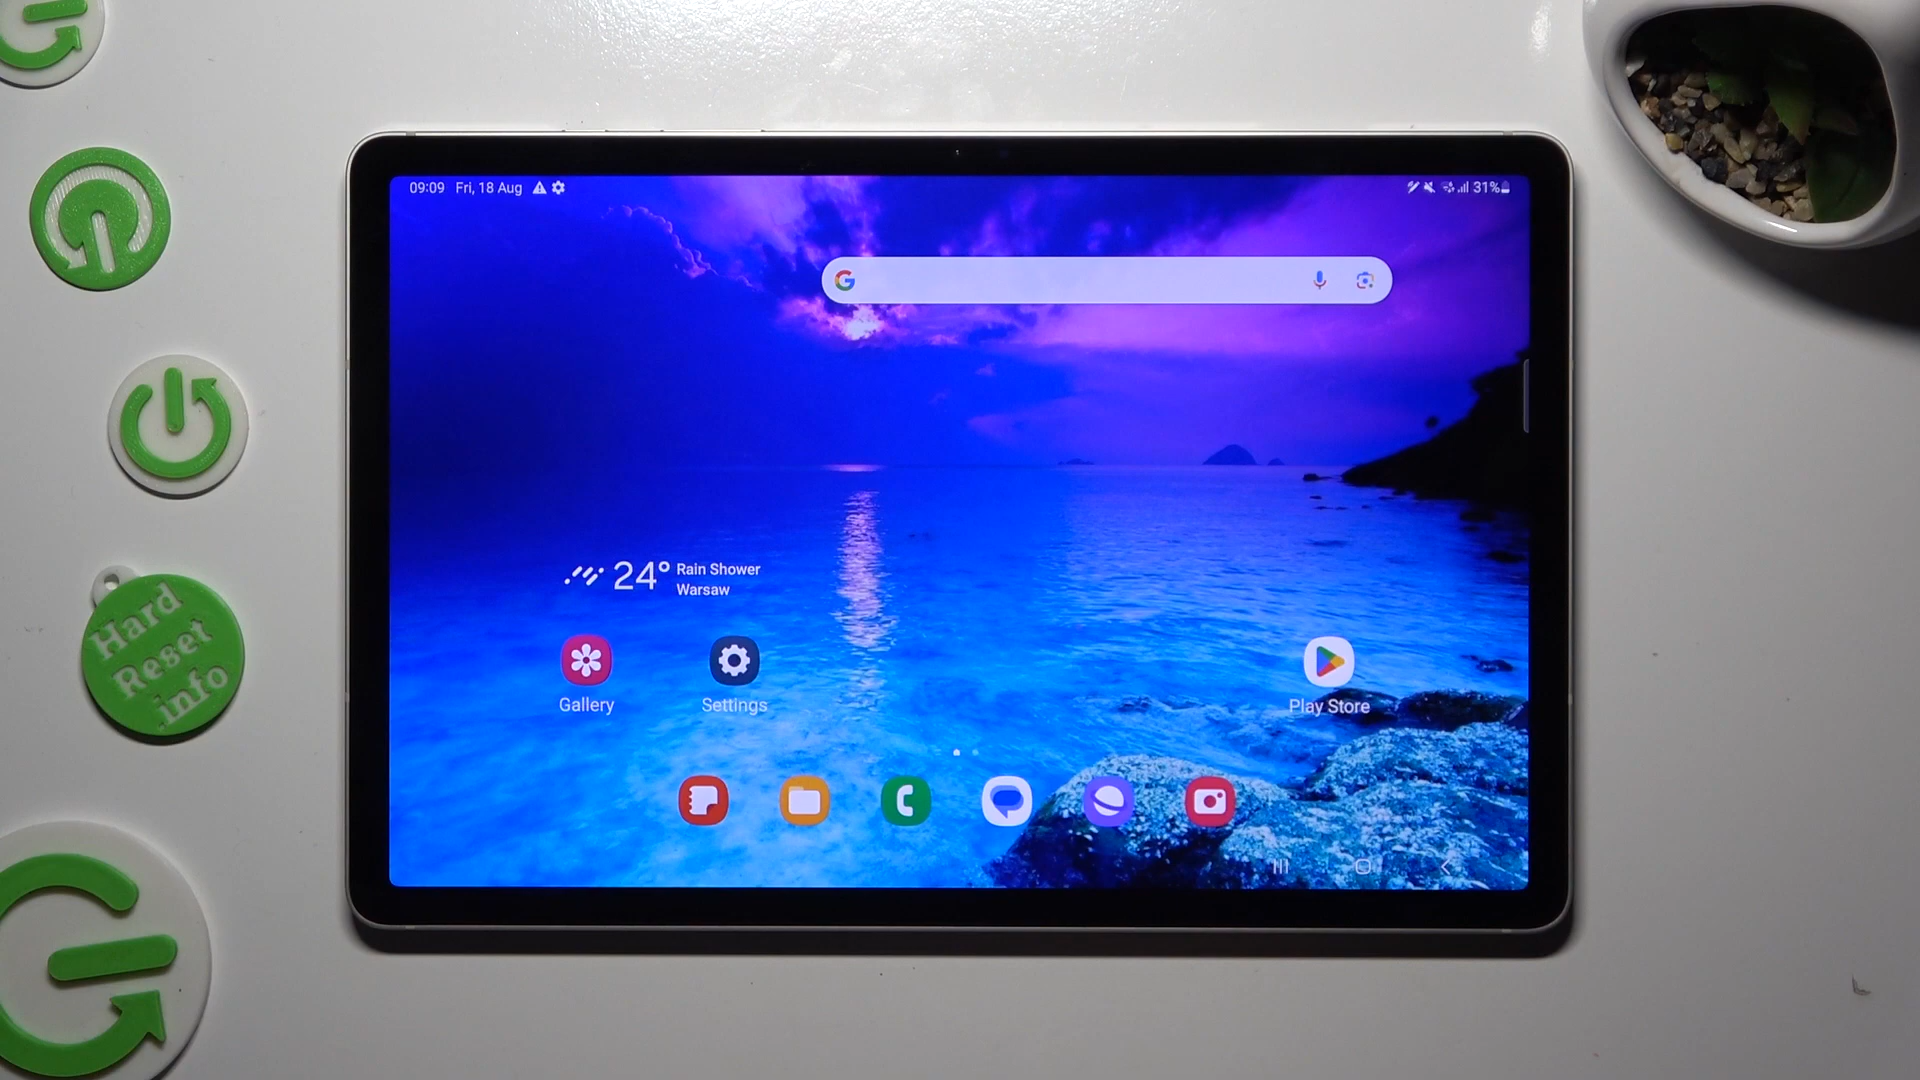 09:09 Fri, 18 Aug
31%
24° Rain Shower
Warsaw
Gallery
Settings
Play Store
Hard
Reset
.info